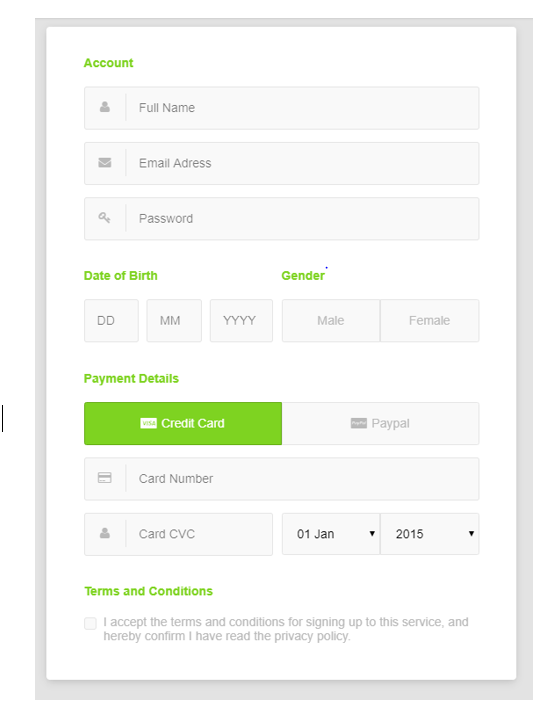 Account
Full Name
Email Adress
Password
Date of Birth Gender
DD MM YYYY Male Female
Payment Details
VISA Credit Card PayPal Paypal
Card Number
Card CVC 01 Jan 2015
Terms and Conditions
I accept the terms and conditions for signing up to this service, and
hereby confirm I have read the privacy policy.